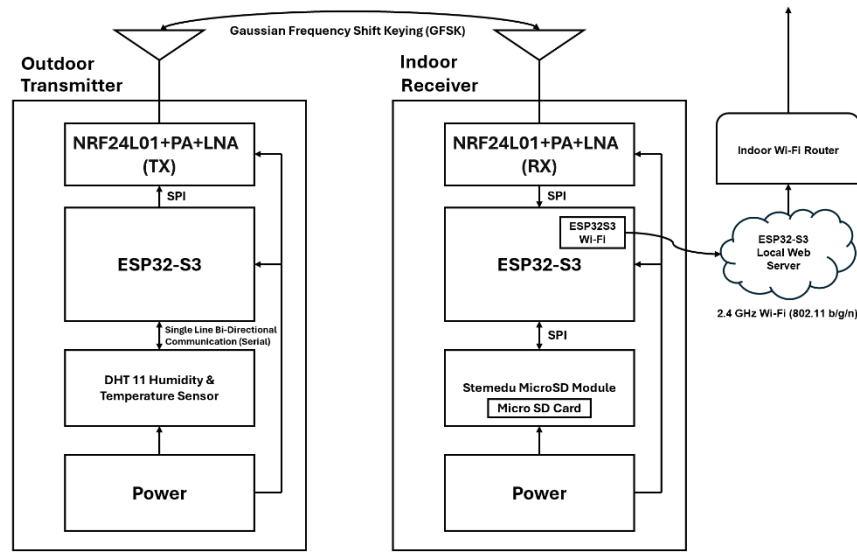 Gaussian Frequency Shift Keying (GFSK)
Outdoor
Transmitter
NRF24L01+PA+LNA
(TX)
SPI
ESP32-S3
Single Line Bi-Directional
Communication (Serial)
DHT 11 Humidity &
Temperature Sensor
Power
Indoor
Receiver
NRF24L01+PA+LNA
(RX)
SPI
ESP32S3
Wi-Fi
ESP32-S3
SPI
Stemedu MicroSD Module
Micro SD Card
Power
Indoor Wi-Fi Router
ESP32-S3
Local Web
Server
2.4 GHz Wi-Fi (802.11 b/g/n)